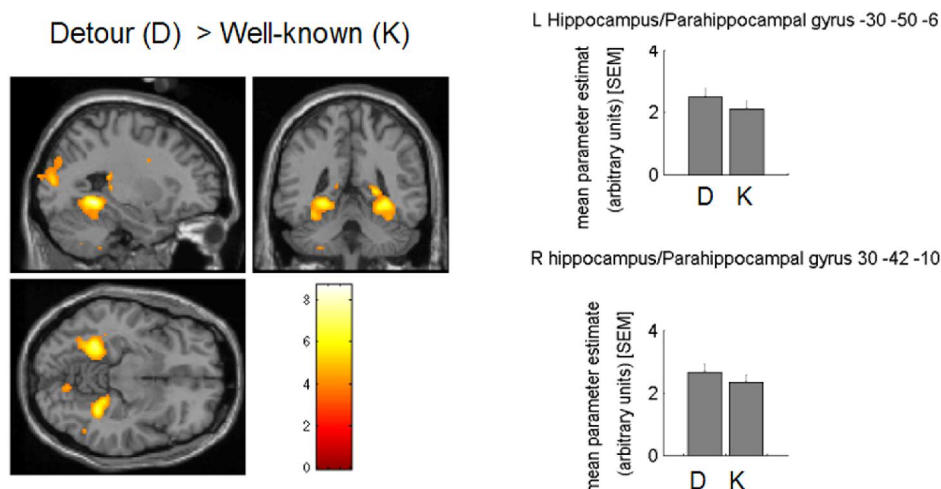 Detour (D) > Well-known (K)
8
6
4
2
0
L Hippocampus/Parahippocampal gyrus -30 -50 -6
mean parameter estimat
(arbitrary units) [SEM]
4
2
0
D K
R hippocampus/Parahippocampal gyrus 30 -42 -10
mean parameter estimate
(arbitrary units) [SEM]
4
2
0
D K